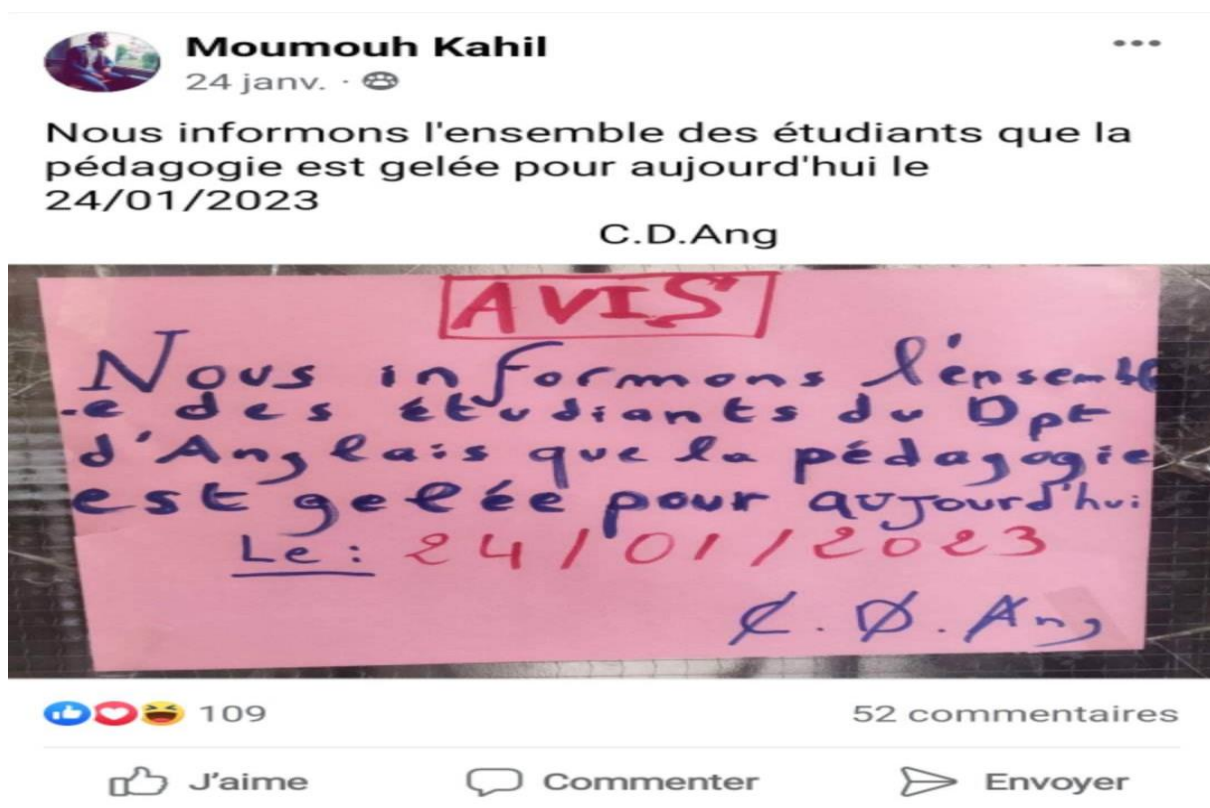 Moumouh Kahil
24 janv. ·
Nous informons l'ensemble des étudiants que la
pédagogie est gelée pour aujourd'hui le
24/01/2023
C.D.Ang
AVIS
Nous informons l'ensembl
-e des étudiants du Dpt
d'Anglais que la pédagogie
est gelée pour aujourd'hui
Le : 24/01/2023
C.D.Ang
109
52 commentaires
J'aime
Commenter
Envoyer